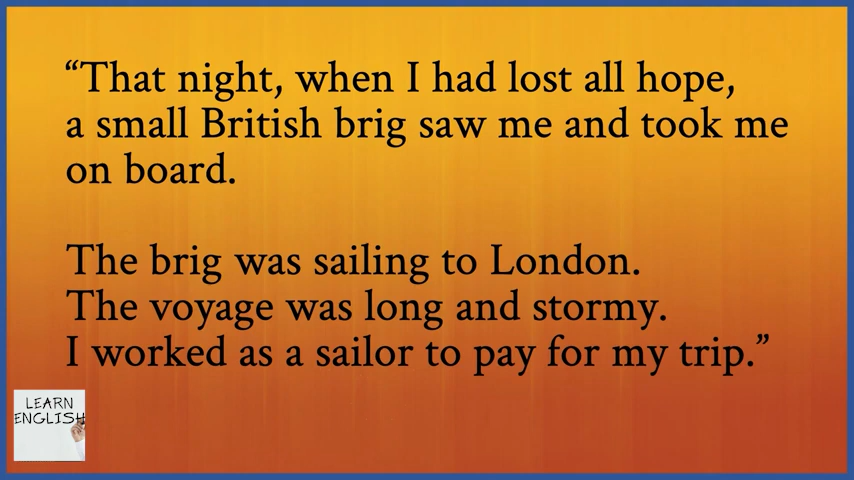 “That night, when I had lost all hope,
a small British brig saw me and took me
on board.
The brig was sailing to London.
The voyage was long and stormy.
I worked as a sailor to pay for my trip.”
LEARN
ENGLISH